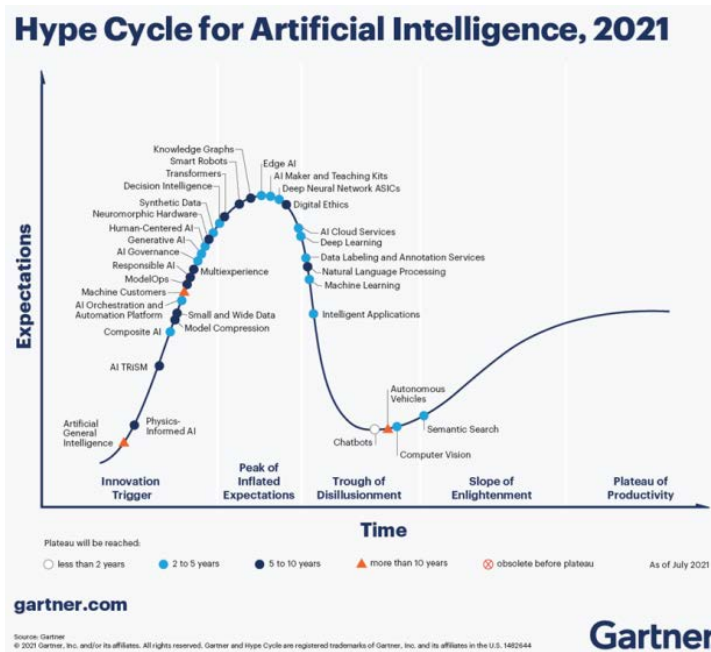 Hype Cycle for Artificial Intelligence, 2021
Expectations
Knowledge Graphs
Smart Robots
Transformers
Decision Intelligence
Synthetic Data
Neuromorphic Hardware
Human-Centered AI
Generative AI
AI Governance
Responsible AI
Multiexperience
ModelOps
Machine Customers
AI Orchestration and
Automation Platform
Small and Wide Data
Model Compression
Composite AI
AI TRiSM
Artificial
General
Intelligence
Physics-
Informed AI
Edge AI
AI Maker and Teaching Kits
Deep Neural Network ASICs
Digital Ethics
AI Cloud Services
Deep Learning
Data Labeling and Annotation Services
Natural Language Processing
Machine Learning
Intelligent Applications
Autonomous
Vehicles
Chatbots
Semantic Search
Computer Vision
Innovation
Trigger
Peak of
Inflated
Expectations
Trough of
Disillusionment
Slope of
Enlightenment
Plateau of
Productivity
Time
Plateau will be reached:
less than 2 years
2 to 5 years
5 to 10 years
more than 10 years
obsolete before plateau
As of July 2021
gartner.com
Source: Gartner
© 2021 Gartner, Inc. and/or its affiliates. All rights reserved. Gartner and Hype Cycle are registered trademarks of Gartner, Inc. and its affiliates in the U.S. 1482644
Gartner